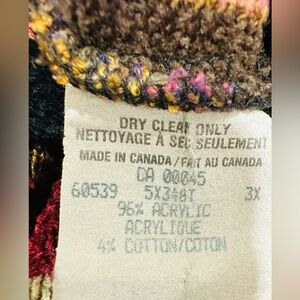 DRY CLEAN ONLY
NETTOYAGE À SEC SEULEMENT
MADE IN CANADA / FAIT AU CANADA
CA 00045
60539 5X348T 3X
96% ACRYLIC
ACRYLIQUE
4% COTTON/COTON